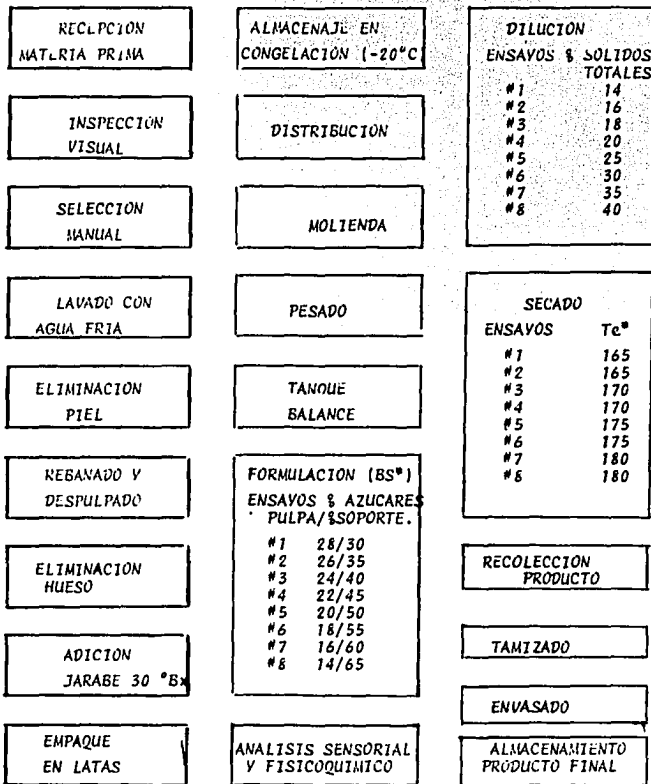 RECEPCION
MATERIA PRIMA
INSPECCION
VISUAL
SELECCION
MANUAL
LAVADO CON
AGUA FRIA
ELIMINACION
PIEL
REBANADO Y
DESPULPADO
ELIMINACION
HUESO
ADICION
JARABE 30 °Bx
EMPAQUE
EN LATAS
ALMACENAJE EN
CONGELACION (-20°C
DISTRIBUCION
MOLIENDA
PESADO
TANQUE
BALANCE
FORMULACION (BS*)
ENSAYOS % AZUCARES
PULPA/%SOPORTE.
#1 28/30
#2 26/35
#3 24/40
#4 22/45
#5 20/50
#6 18/55
#7 16/60
#8 14/65
ANALISIS SENSORIAL
Y FISICOQUIMICO
DILUCION
ENSAYOS % SOLIDOS
TOTALES
#1 14
#2 16
#3 18
#4 20
#5 25
#6 30
#7 35
#8 40
SECADO
ENSAYOS Te*
#1 165
#2 165
#3 170
#4 170
#5 175
#6 175
#7 180
#8 180
RECOLECCION
PRODUCTO
TAMIZADO
ENVASADO
ALMACENAMIENTO
PRODUCTO FINAL